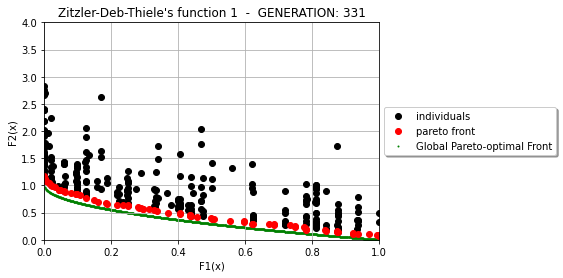 Zitzler-Deb-Thiele's function 1 - GENERATION: 331
4.0
3.5
3.0
2.5
2.0
1.5
1.0
0.5
0.0
F2(x)
0.0 0.2 0.4 0.6 0.8 1.0
F1(x)
individuals
pareto front
Global Pareto-optimal Front